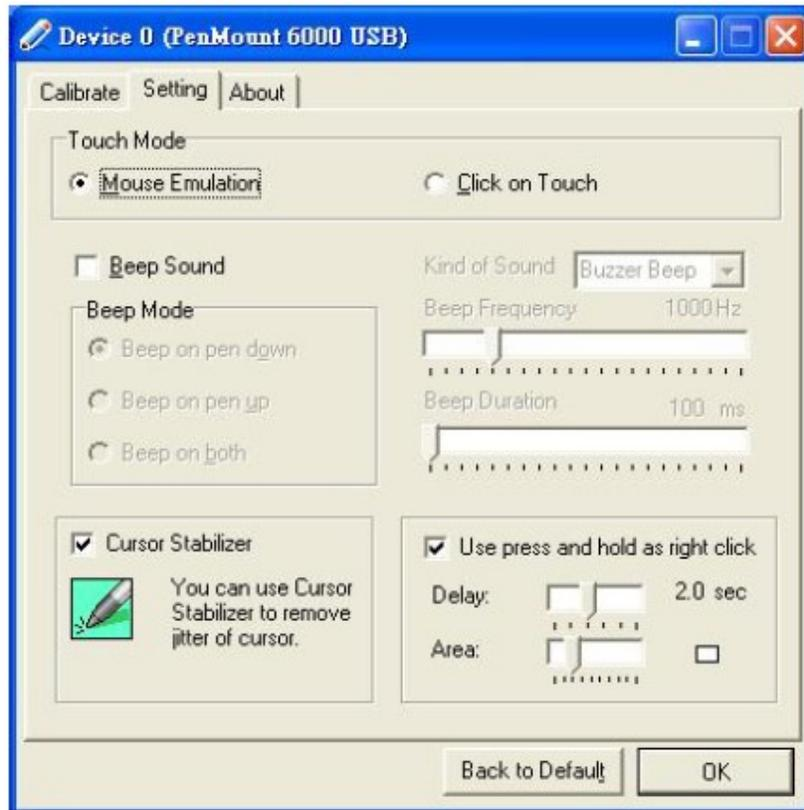 Device 0 (PenMount 6000 USB)
Calibrate Setting About
Touch Mode
Mouse Emulation
Click on Touch
Beep Sound
Kind of Sound Buzzer Beep
Beep Mode
Beep on pen down
Beep on pen up
Beep on both
Beep Frequency 1000 Hz
Beep Duration 100 ms
Cursor Stabilizer
You can use Cursor
Stabilizer to remove
jitter of cursor.
Use press and hold as right click
Delay: 2.0 sec
Area:
Back to Default OK